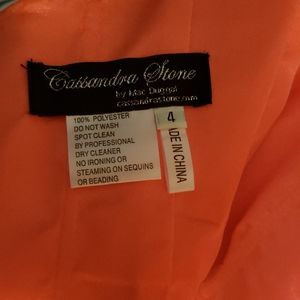 Cassandra Stone
by Mac Duggal
cassandrastone.com
100% POLYESTER
DO NOT WASH
SPOT CLEAN
BY PROFESSIONAL
DRY CLEANER
NO IRONING OR
STEAMING ON SEQUINS
OR BEADING
4
MADE IN CHINA